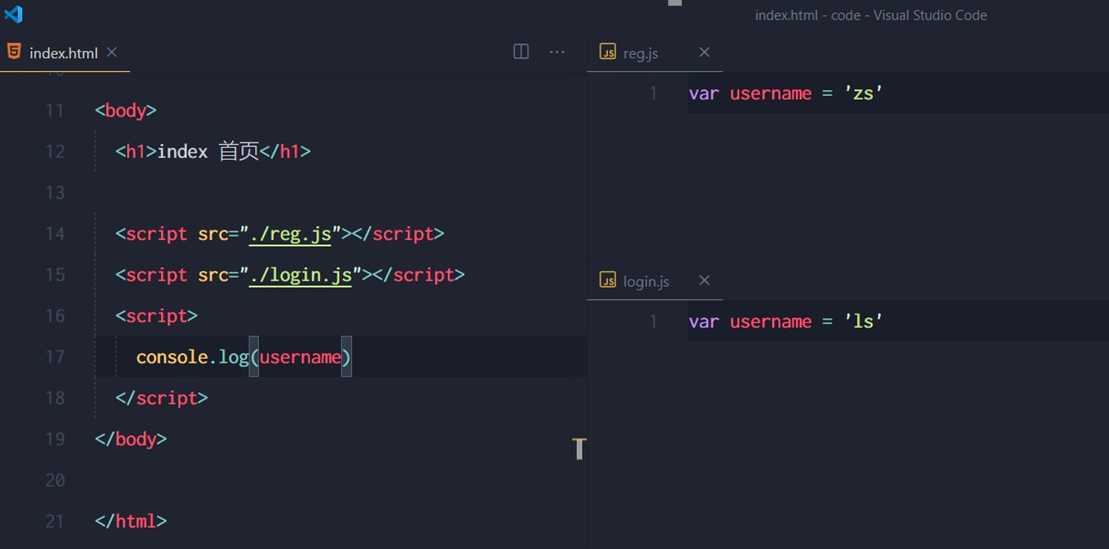 index.html - code - Visual Studio Code
index.html
11 <body>
12 <h1>index 首页</h1>
13
14 <script src="./reg.js"></script>
15 <script src="./login.js"></script>
16 <script>
17 console.log(username)
18 </script>
19 </body>
20
21 </html>
JS reg.js
1 var username = 'zs'
JS login.js
1 var username = 'ls'